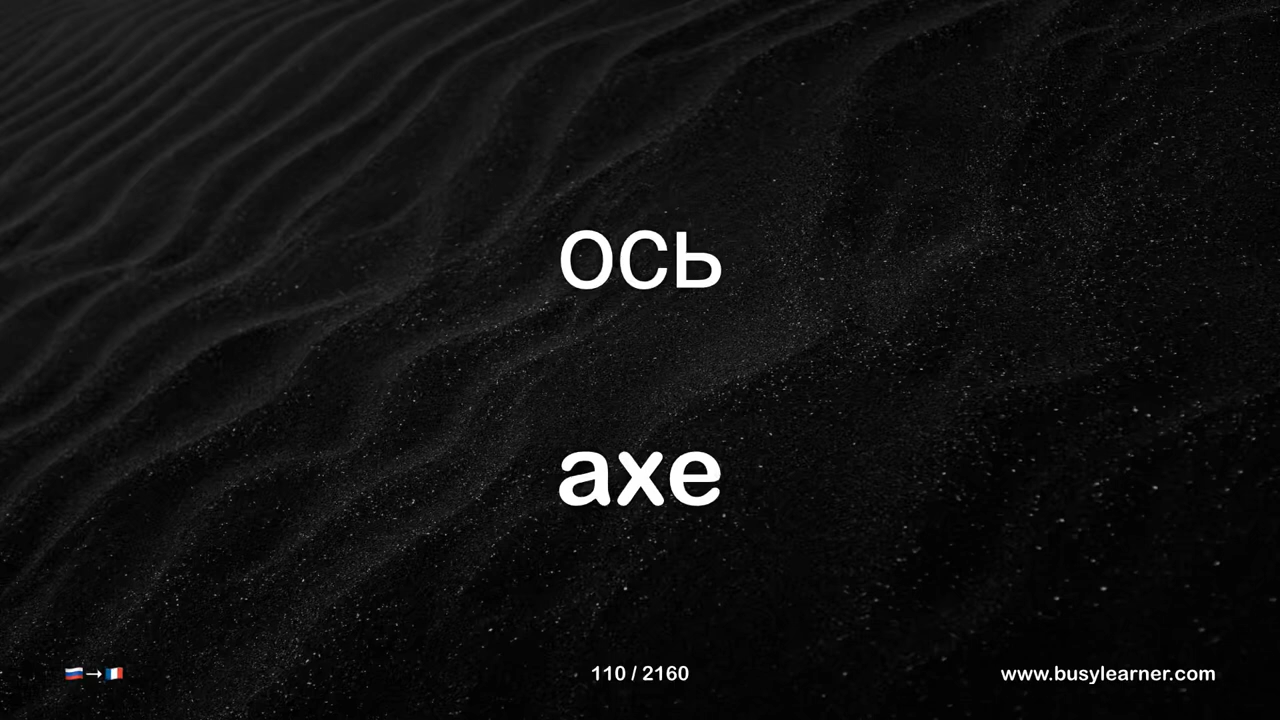 ось
axe
🇷🇺→🇫🇷
110 / 2160
www.busylearner.com